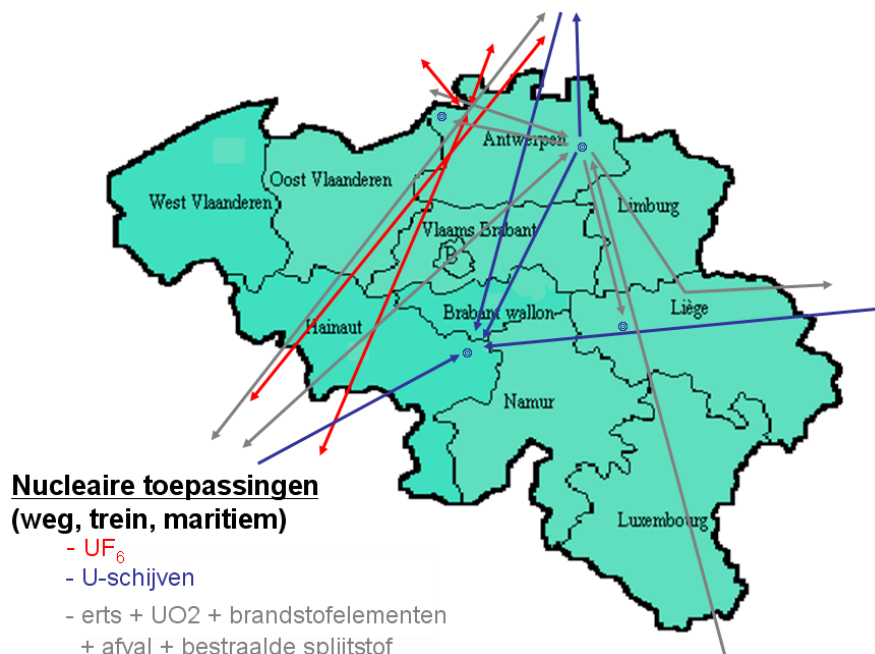 Antwerpen
Oost Vlaanderen
West Vlaanderen
Limburg
Vlaams Brabant
B
Brabant wallon
Liège
Hainaut
Namur
Luxembourg
Nucleaire toepassingen
(weg, trein, maritiem)
- UF6
- U-schijven
- erts + UO2 + brandstofelementen
+ afval + bestraalde splijtstof